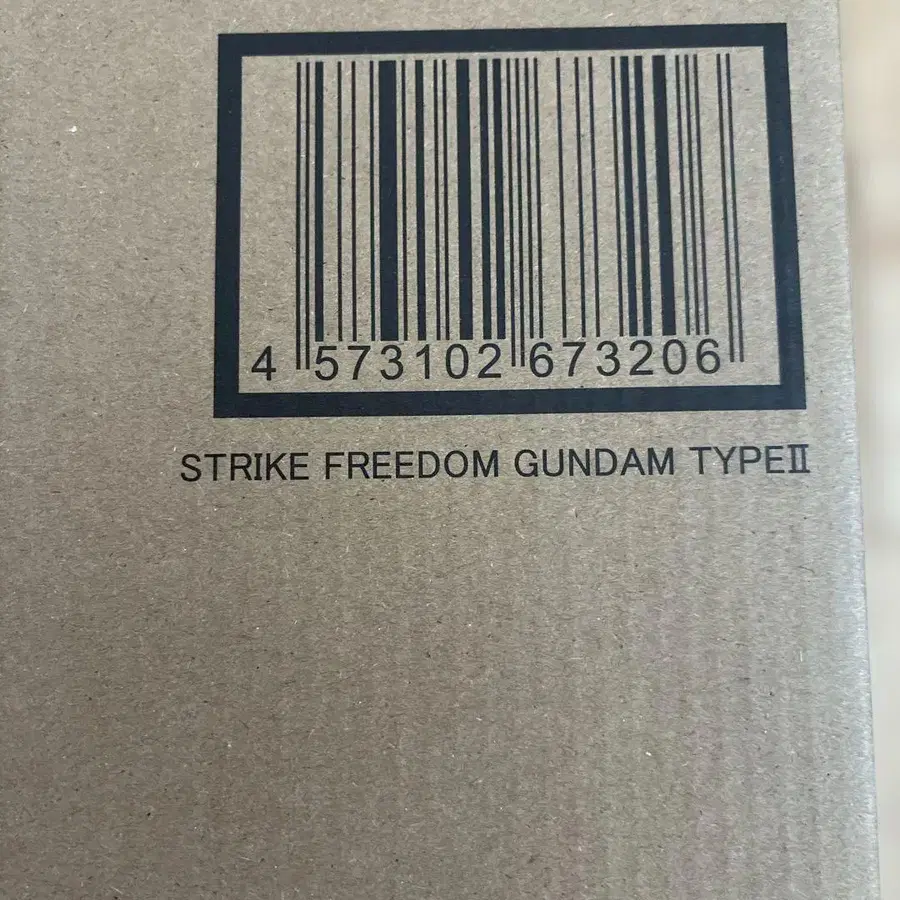 4 573102 673206
STRIKE FREEDOM GUNDAM TYPEⅡ